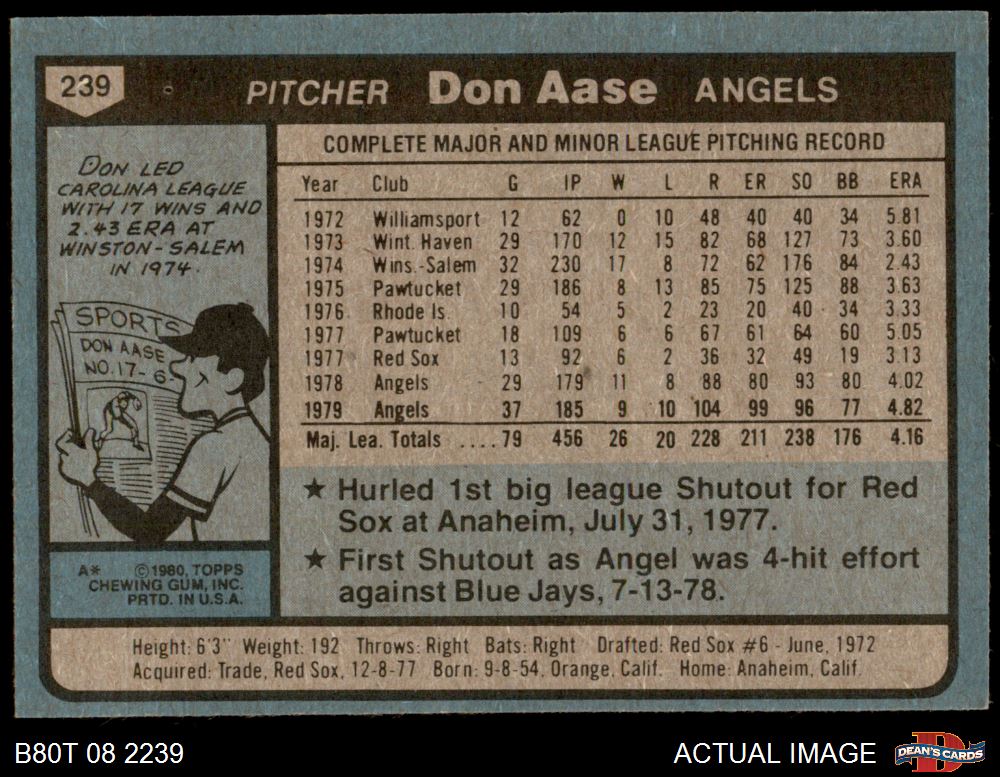 239
PITCHER Don Aase ANGELS
DON LED
CAROLINA LEAGUE
WITH 17 WINS AND
2.43 ERA AT
WINSTON-SALEM
IN 1974.
SPORTS
DON AASE
NO. 17-6-
COMPLETE MAJOR AND MINOR LEAGUE PITCHING RECORD
Year Club G IP W L R ER SO BB ERA
1972 Williamsport 12 62 0 10 48 40 40 34 5.81
1973 Wint. Haven 29 170 12 15 82 68 127 73 3.60
1974 Wins.-Salem 32 230 17 8 72 62 176 84 2.43
1975 Pawtucket 29 186 8 13 85 75 125 88 3.63
1976 Rhode Is. 10 54 5 2 23 20 40 34 3.33
1977 Pawtucket 18 109 6 6 67 61 64 60 5.05
1977 Red Sox 13 92 6 2 36 32 49 19 3.13
1978 Angels 29 179 11 8 88 80 93 80 4.02
1979 Angels 37 185 9 10 104 99 96 77 4.82
Maj. Lea. Totals ....79 456 26 20 228 211 238 176 4.16
★ Hurled 1st big league Shutout for Red
Sox at Anaheim, July 31, 1977.
★ First Shutout as Angel was 4-hit effort
against Blue Jays, 7-13-78.
A* ©1980, TOPPS
CHEWING GUM, INC.
PRTD. IN U.S.A.
Height: 6'3" Weight: 192 Throws: Right Bats: Right Drafted: Red Sox #6 - June, 1972
Acquired: Trade, Red Sox, 12-8-77 Born: 9-8-54, Orange, Calif. Home: Anaheim, Calif.
B80T 08 2239
ACTUAL IMAGE
D
DEAN'S CARDS